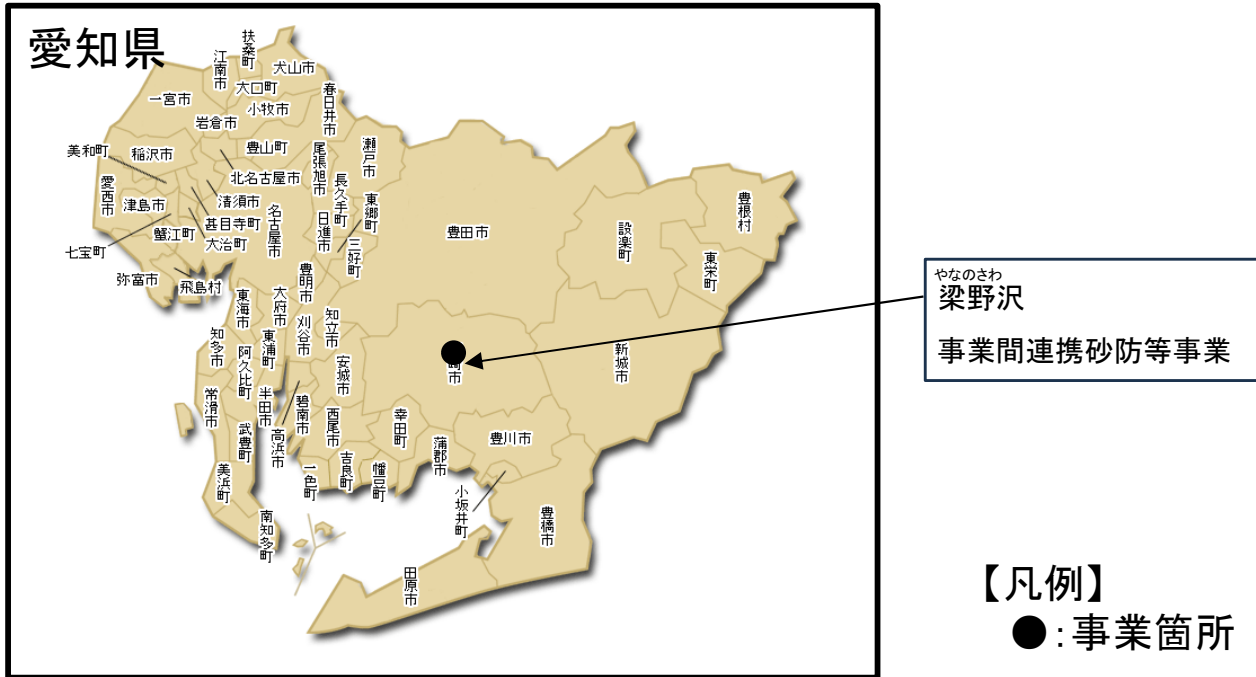 愛知県
扶桑町
江南市
犬山市
大口町
一宮市
小牧市
春日井市
岩倉市
美和町
稲沢市
豊山町
尾張旭市
瀬戸市
北名古屋市
愛西市
津島市
清須市
長久手町
東郷町
豊根村
甚目寺町
名古屋市
日進市
豊田市
設楽町
七宝町
蟹江町
大治町
三好町
東栄町
弥富市
飛島村
豊明市
東海市
大府市
刈谷市
知立市
知多市
東浦町
阿久比町
安城市
崎市
新城市
常滑市
半田市
碧南市
西尾市
幸田町
豊川市
武豊町
高浜市
蒲郡市
美浜町
一色町
吉良町
幡豆町
小坂井町
南知多町
豊橋市
田原市
やなのさわ
梁野沢
事業間連携砂防等事業
【凡例】
●:事業箇所